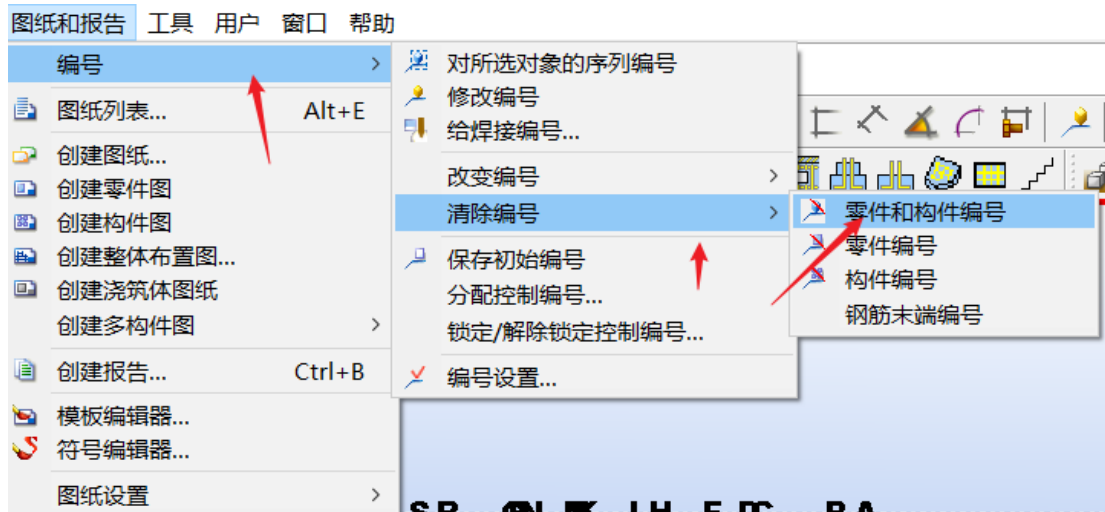 图纸和报告 工具 用户 窗口 帮助
编号
图纸列表... Alt+E
创建图纸...
创建零件图
创建构件图
创建整体布置图...
创建浇筑体图纸
创建多构件图
创建报告... Ctrl+B
模板编辑器...
符号编辑器...
图纸设置
对所选对象的序列编号
修改编号
给焊接编号...
改变编号
清除编号
保存初始编号
分配控制编号...
锁定/解除锁定控制编号...
编号设置...
零件和构件编号
零件编号
构件编号
钢筋末端编号